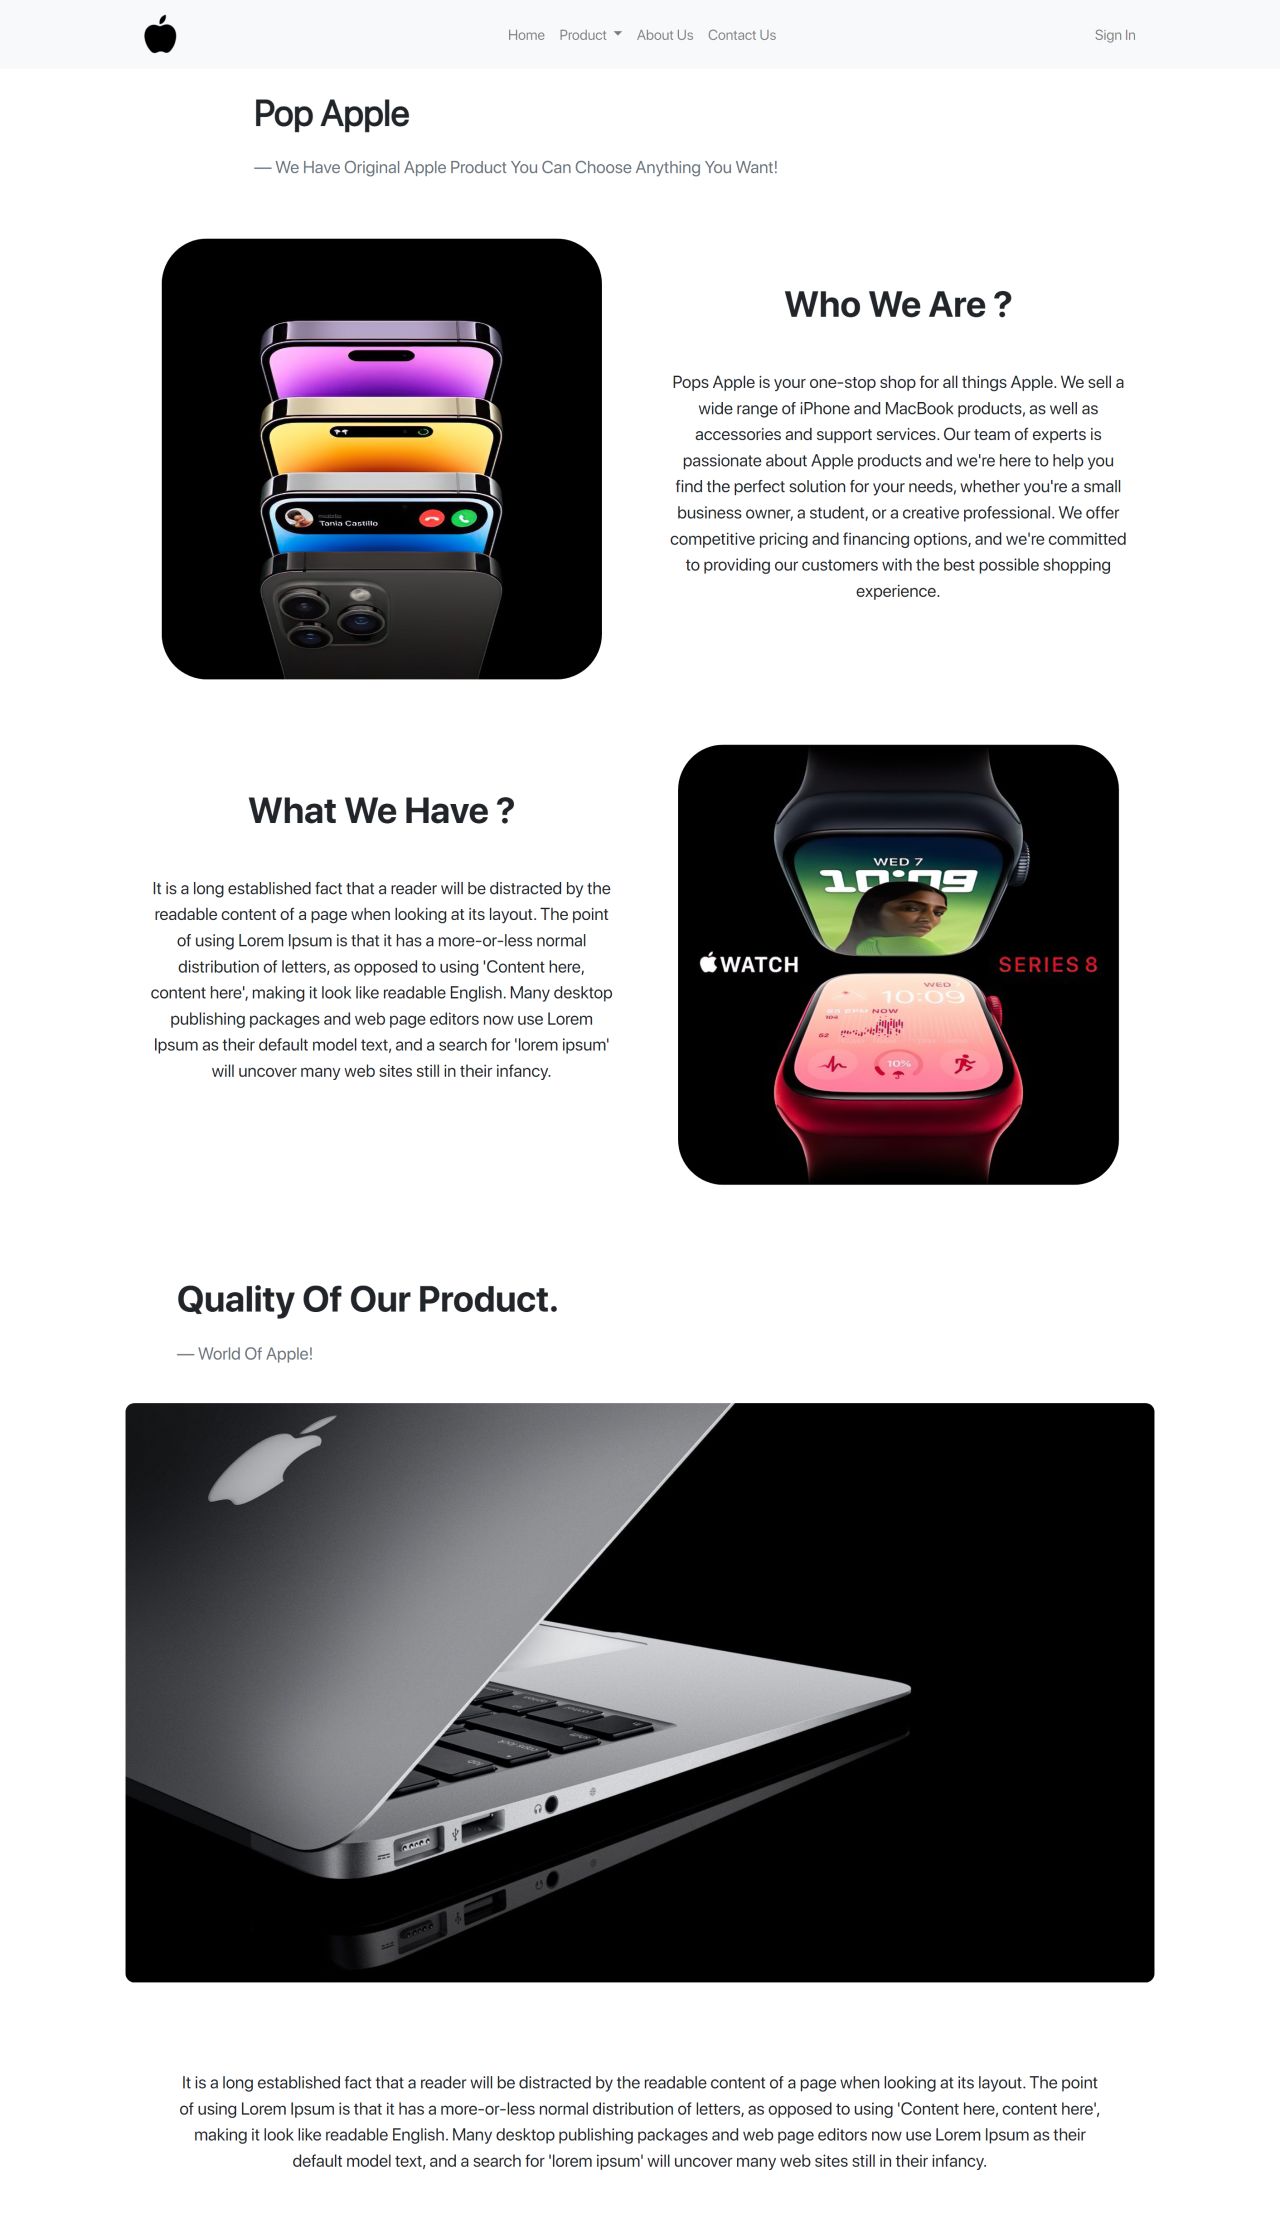 Home Product About Us Contact Us Sign In
Pop Apple
— We Have Original Apple Product You Can Choose Anything You Want!
mobile
Tania Castillo
Who We Are ?
Pops Apple is your one-stop shop for all things Apple. We sell a
wide range of iPhone and MacBook products, as well as
accessories and support services. Our team of experts is
passionate about Apple products and we're here to help you
find the perfect solution for your needs, whether you're a small
business owner, a student, or a creative professional. We offer
competitive pricing and financing options, and we're committed
to providing our customers with the best possible shopping
experience.
What We Have ?
It is a long established fact that a reader will be distracted by the
readable content of a page when looking at its layout. The point
of using Lorem Ipsum is that it has a more-or-less normal
distribution of letters, as opposed to using 'Content here,
content here', making it look like readable English. Many desktop
publishing packages and web page editors now use Lorem
Ipsum as their default model text, and a search for 'lorem ipsum'
will uncover many web sites still in their infancy.
WED 7
10:09
WATCH
SERIES 8
WED 7
10:09
65 BPM NOW
104
62
10%
Quality Of Our Product.
— World Of Apple!
It is a long established fact that a reader will be distracted by the readable content of a page when looking at its layout. The point
of using Lorem Ipsum is that it has a more-or-less normal distribution of letters, as opposed to using 'Content here, content here',
making it look like readable English. Many desktop publishing packages and web page editors now use Lorem Ipsum as their
default model text, and a search for 'lorem ipsum' will uncover many web sites still in their infancy.